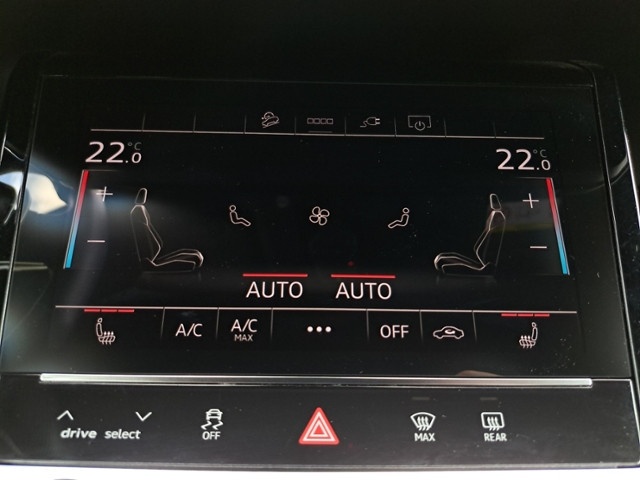 22.0 °C
22.0 °C
+
+
−
−
AUTO AUTO
A/C A/C MAX ••• OFF
drive select OFF MAX REAR